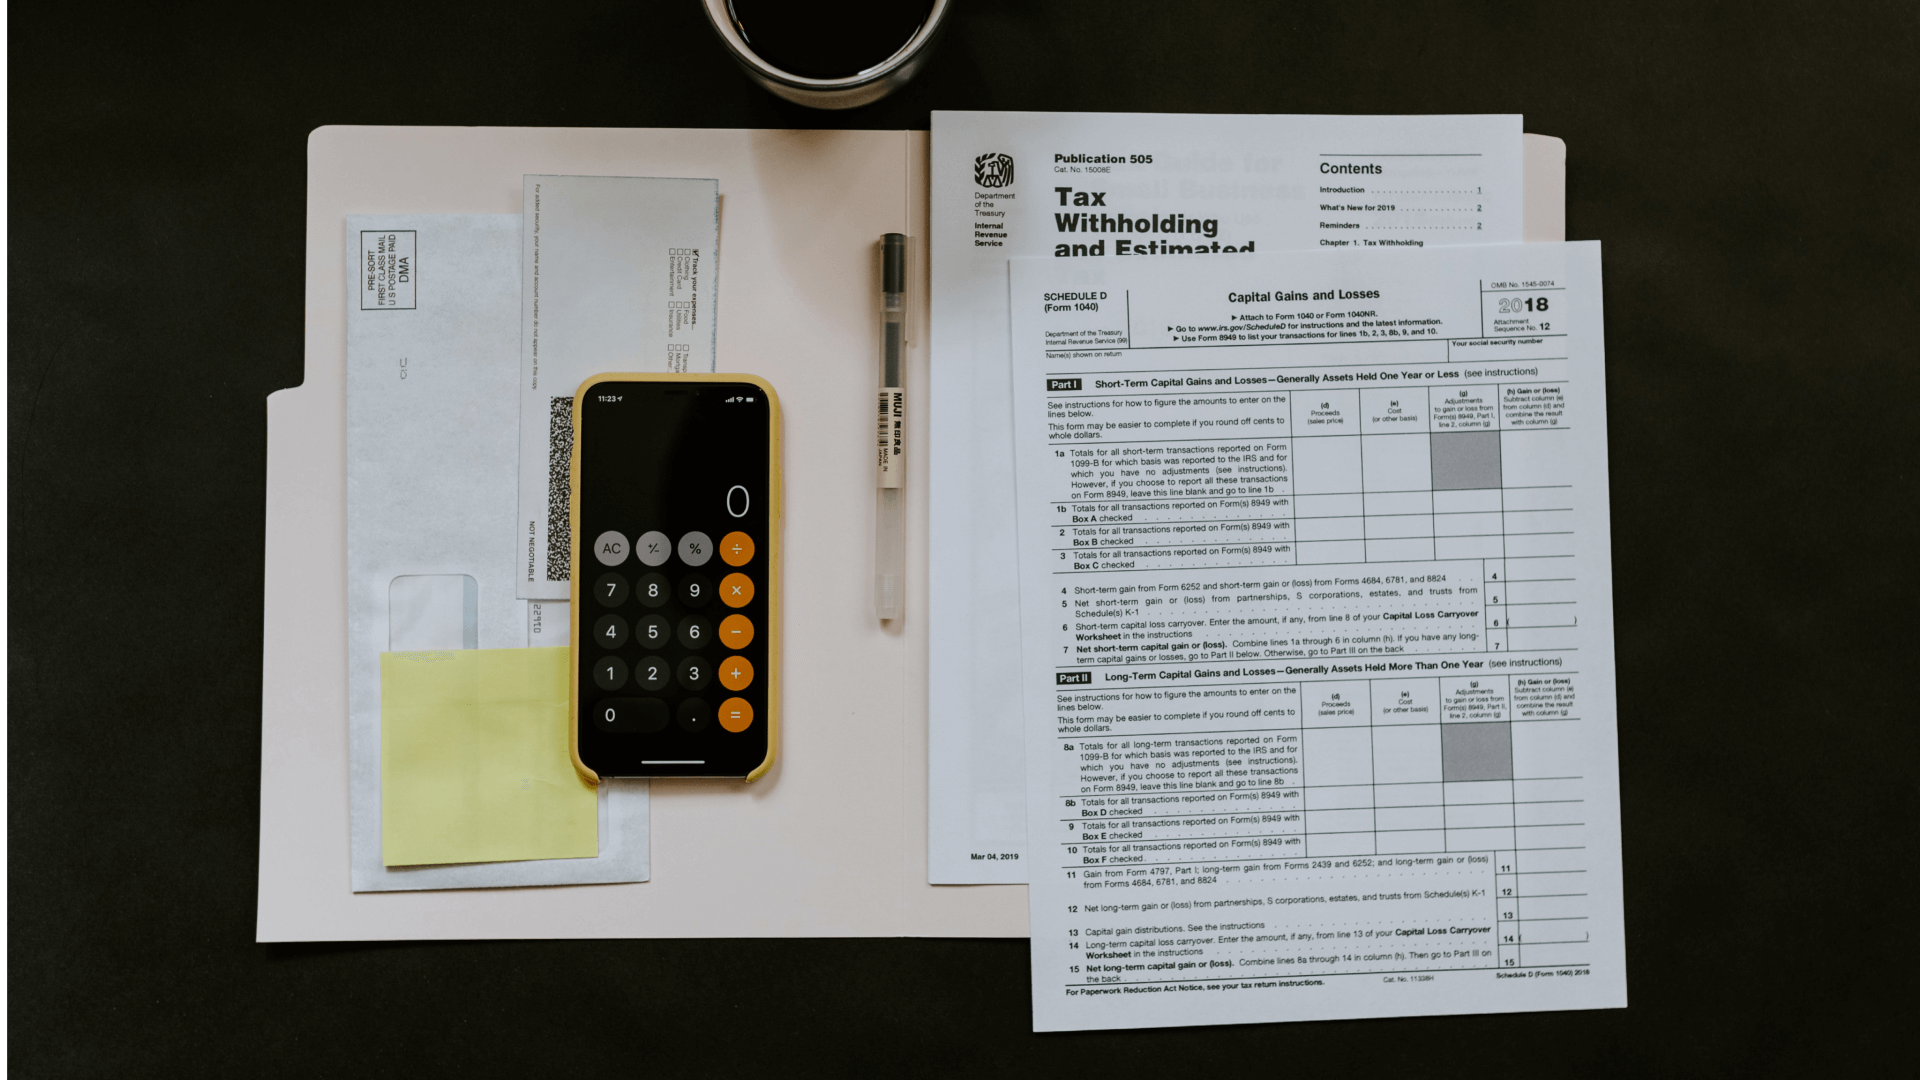 PRE-SORT
FIRST CLASS MAIL
U S POSTAGE PAID
DMA
For added security, your name and account number do not appear on this copy.
Track your expenses...
Clothing
Food
Credit Card
Utilities
Entertainment
Insurance
Other
NOT NEGOTIABLE
11:23
0
AC
%
÷
7
8
9
×
4
5
6
−
1
2
3
+
0
.
=
MUJI 無印良品
MADE IN
JAPAN
Department
of the
Treasury
Internal
Revenue
Service
Publication 505
Cat. No. 15008E
Tax
Withholding
and Estimated
Contents
Introduction . . . . . . . . . . . . . . . . . . 1
What's New for 2019 . . . . . . . . . . . . 2
Reminders . . . . . . . . . . . . . . . . . . . 2
Chapter 1. Tax Withholding
Mar 04, 2019
SCHEDULE D
(Form 1040)
Department of the Treasury
Internal Revenue Service (99)
Capital Gains and Losses
► Attach to Form 1040 or Form 1040NR.
► Go to www.irs.gov/ScheduleD for instructions and the latest information.
► Use Form 8949 to list your transactions for lines 1b, 2, 3, 8b, 9, and 10.
OMB No. 1545-0074
2018
Attachment
Sequence No. 12
Name(s) shown on return
Your social security number
Part I Short-Term Capital Gains and Losses—Generally Assets Held One Year or Less (see instructions)
See instructions for how to figure the amounts to enter on the
lines below.
This form may be easier to complete if you round off cents to
whole dollars.
(d)
Proceeds
(sales price)
(e)
Cost
(or other basis)
(g)
Adjustments
to gain or loss from
Form(s) 8949, Part I,
line 2, column (g)
(h) Gain or (loss)
Subtract column (e)
from column (d) and
combine the result
with column (g)
1a Totals for all short-term transactions reported on Form
1099-B for which basis was reported to the IRS and for
which you have no adjustments (see instructions).
However, if you choose to report all these transactions
on Form 8949, leave this line blank and go to line 1b .
1b Totals for all transactions reported on Form(s) 8949 with
Box A checked
2 Totals for all transactions reported on Form(s) 8949 with
Box B checked
3 Totals for all transactions reported on Form(s) 8949 with
Box C checked
4 Short-term gain from Form 6252 and short-term gain or (loss) from Forms 4684, 6781, and 8824 . . 4
5 Net short-term gain or (loss) from partnerships, S corporations, estates, and trusts from
Schedule(s) K-1 5
6 Short-term capital loss carryover. Enter the amount, if any, from line 8 of your Capital Loss Carryover
Worksheet in the instructions 6 ( )
7 Net short-term capital gain or (loss). Combine lines 1a through 6 in column (h). If you have any long-
term capital gains or losses, go to Part II below. Otherwise, go to Part III on the back 7
Part II Long-Term Capital Gains and Losses—Generally Assets Held More Than One Year (see instructions)
See instructions for how to figure the amounts to enter on the
lines below.
This form may be easier to complete if you round off cents to
whole dollars.
(d)
Proceeds
(sales price)
(e)
Cost
(or other basis)
(g)
Adjustments
to gain or loss from
Form(s) 8949, Part II,
line 2, column (g)
(h) Gain or (loss)
Subtract column (e)
from column (d) and
combine the result
with column (g)
8a Totals for all long-term transactions reported on Form
1099-B for which basis was reported to the IRS and for
which you have no adjustments (see instructions).
However, if you choose to report all these transactions
on Form 8949, leave this line blank and go to line 8b .
8b Totals for all transactions reported on Form(s) 8949 with
Box D checked
9 Totals for all transactions reported on Form(s) 8949 with
Box E checked
10 Totals for all transactions reported on Form(s) 8949 with
Box F checked
11 Gain from Form 4797, Part I; long-term gain from Forms 2439 and 6252; and long-term gain or (loss)
from Forms 4684, 6781, and 8824 11
12 Net long-term gain or (loss) from partnerships, S corporations, estates, and trusts from Schedule(s) K-1 12
13 Capital gain distributions. See the instructions 13
14 Long-term capital loss carryover. Enter the amount, if any, from line 13 of your Capital Loss Carryover
Worksheet in the instructions 14 ( )
15 Net long-term capital gain or (loss). Combine lines 8a through 14 in column (h). Then go to Part III on
the back 15
For Paperwork Reduction Act Notice, see your tax return instructions.
Cat. No. 11338H
Schedule D (Form 1040) 2018